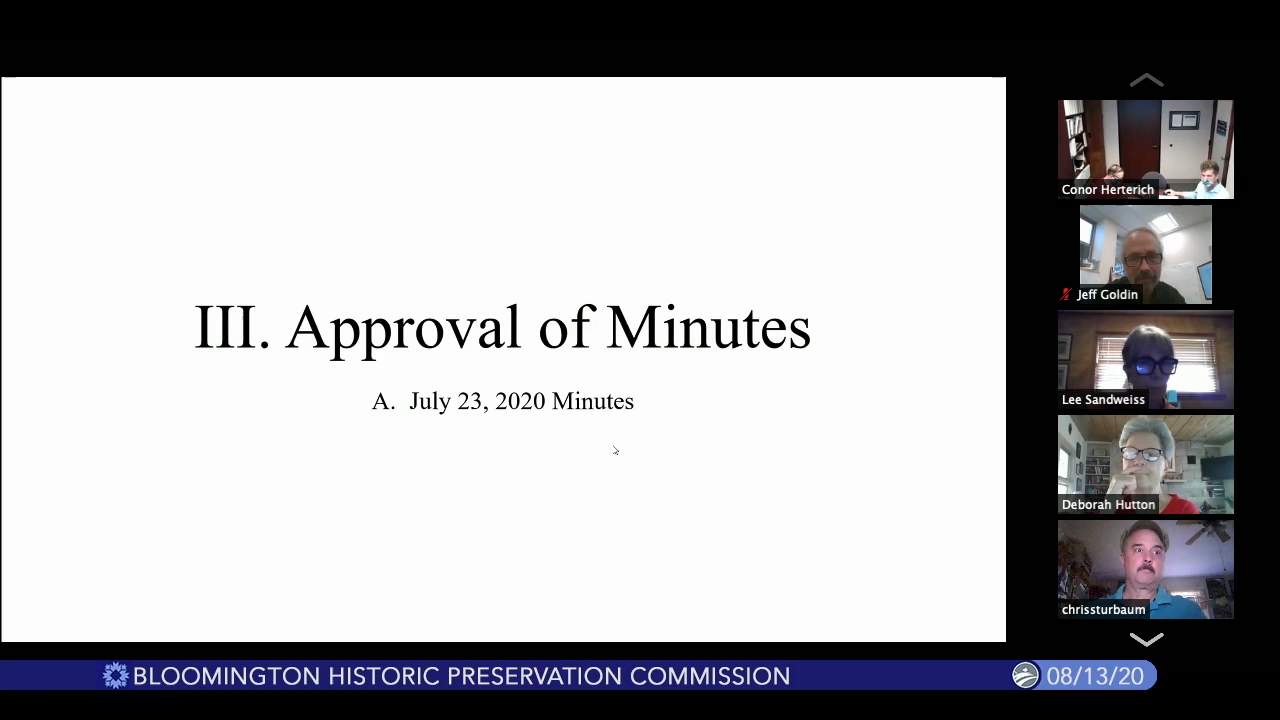 III. Approval of Minutes
A. July 23, 2020 Minutes
Conor Herterich
Jeff Goldin
Lee Sandweiss
Deborah Hutton
chrissturbaum
BLOOMINGTON HISTORIC PRESERVATION COMMISSION
08/13/20